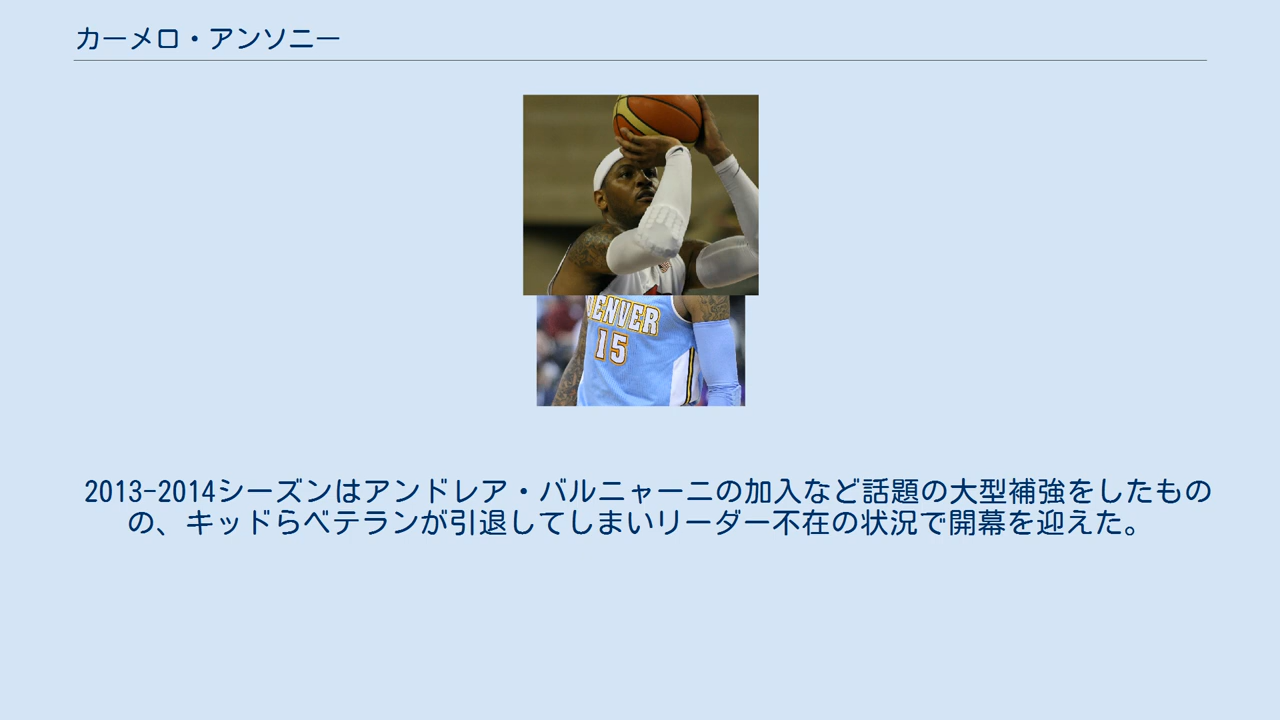 カーメロ・アンソニー
DENVER
15
2013-2014シーズンはアンドレア・バルニャーニの加入など話題の大型補強をしたもの
の、キッドらベテランが引退してしまいリーダー不在の状況で開幕を迎えた。